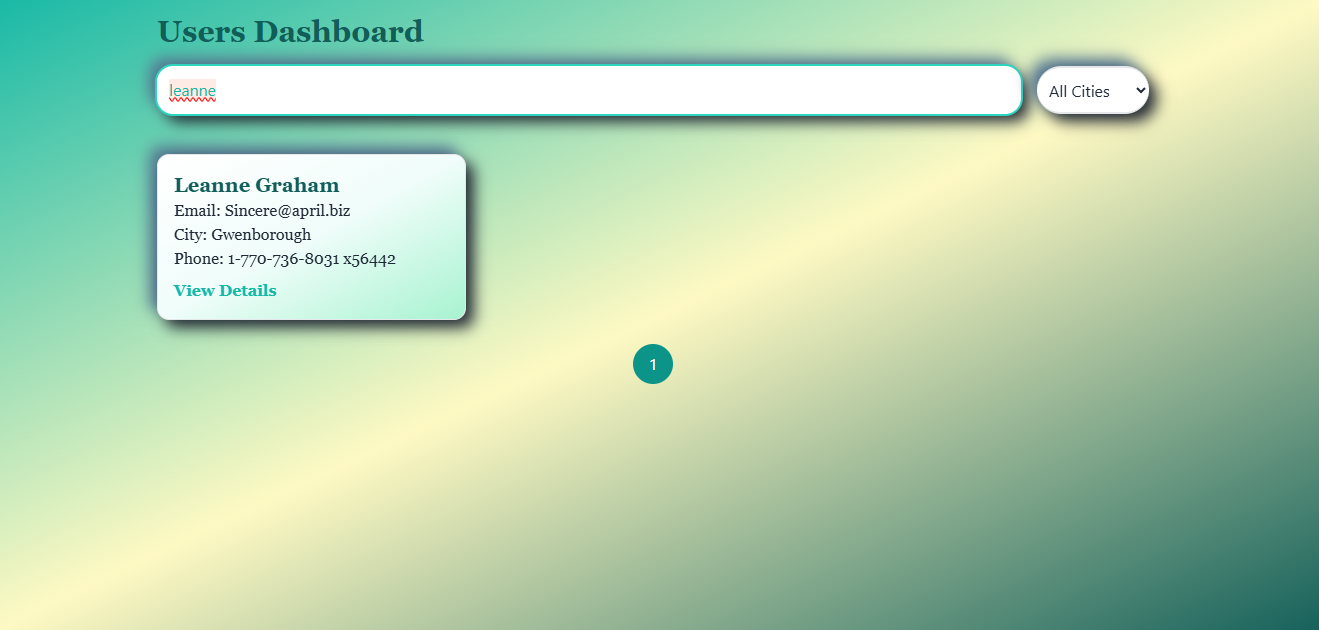 Users Dashboard
leanne
All Cities
Leanne Graham
Email: Sincere@april.biz
City: Gwenborough
Phone: 1-770-736-8031 x56442
View Details
1